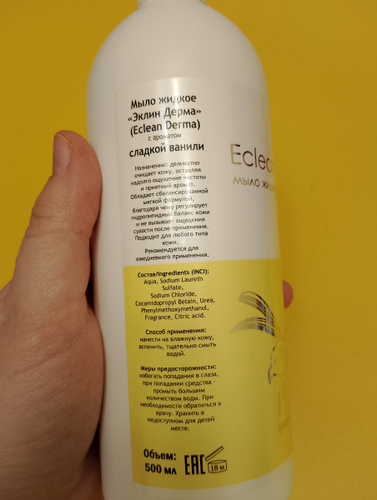 Мыло жидкое
«Эклин Дерма»
(Eclean Derma)
с ароматом
сладкой ванили
Назначение: деликатно
очищает кожу, оставляя
надолго ощущение чистоты
и приятный аромат.
Обладает сбалансированной
мягкой формулой,
благодаря чему регулирует
гидролипидный баланс кожи
и не вызывает ощущения
сухости после применения.
Подходит для любого типа
кожи.
Рекомендуется для
ежедневного применения.
Состав/Ingredients (INCI):
Aqua, Sodium Laureth
Sulfate,
Sodium Chloride,
Cocamidopropyl Betain, Urea,
Phenylmethoxymethanol,
Fragrance, Citric acid.
Способ применения:
нанести на влажную кожу,
вспенить, тщательно смыть
водой.
Меры предосторожности:
избегать попадания в глаза,
при попадании средства -
промыть большим
количеством воды. При
необходимости обратиться к
врачу. Хранить в
недоступном для детей
месте.
Объем:
500 мл
EAC
18 м
Eclea
мыло жи